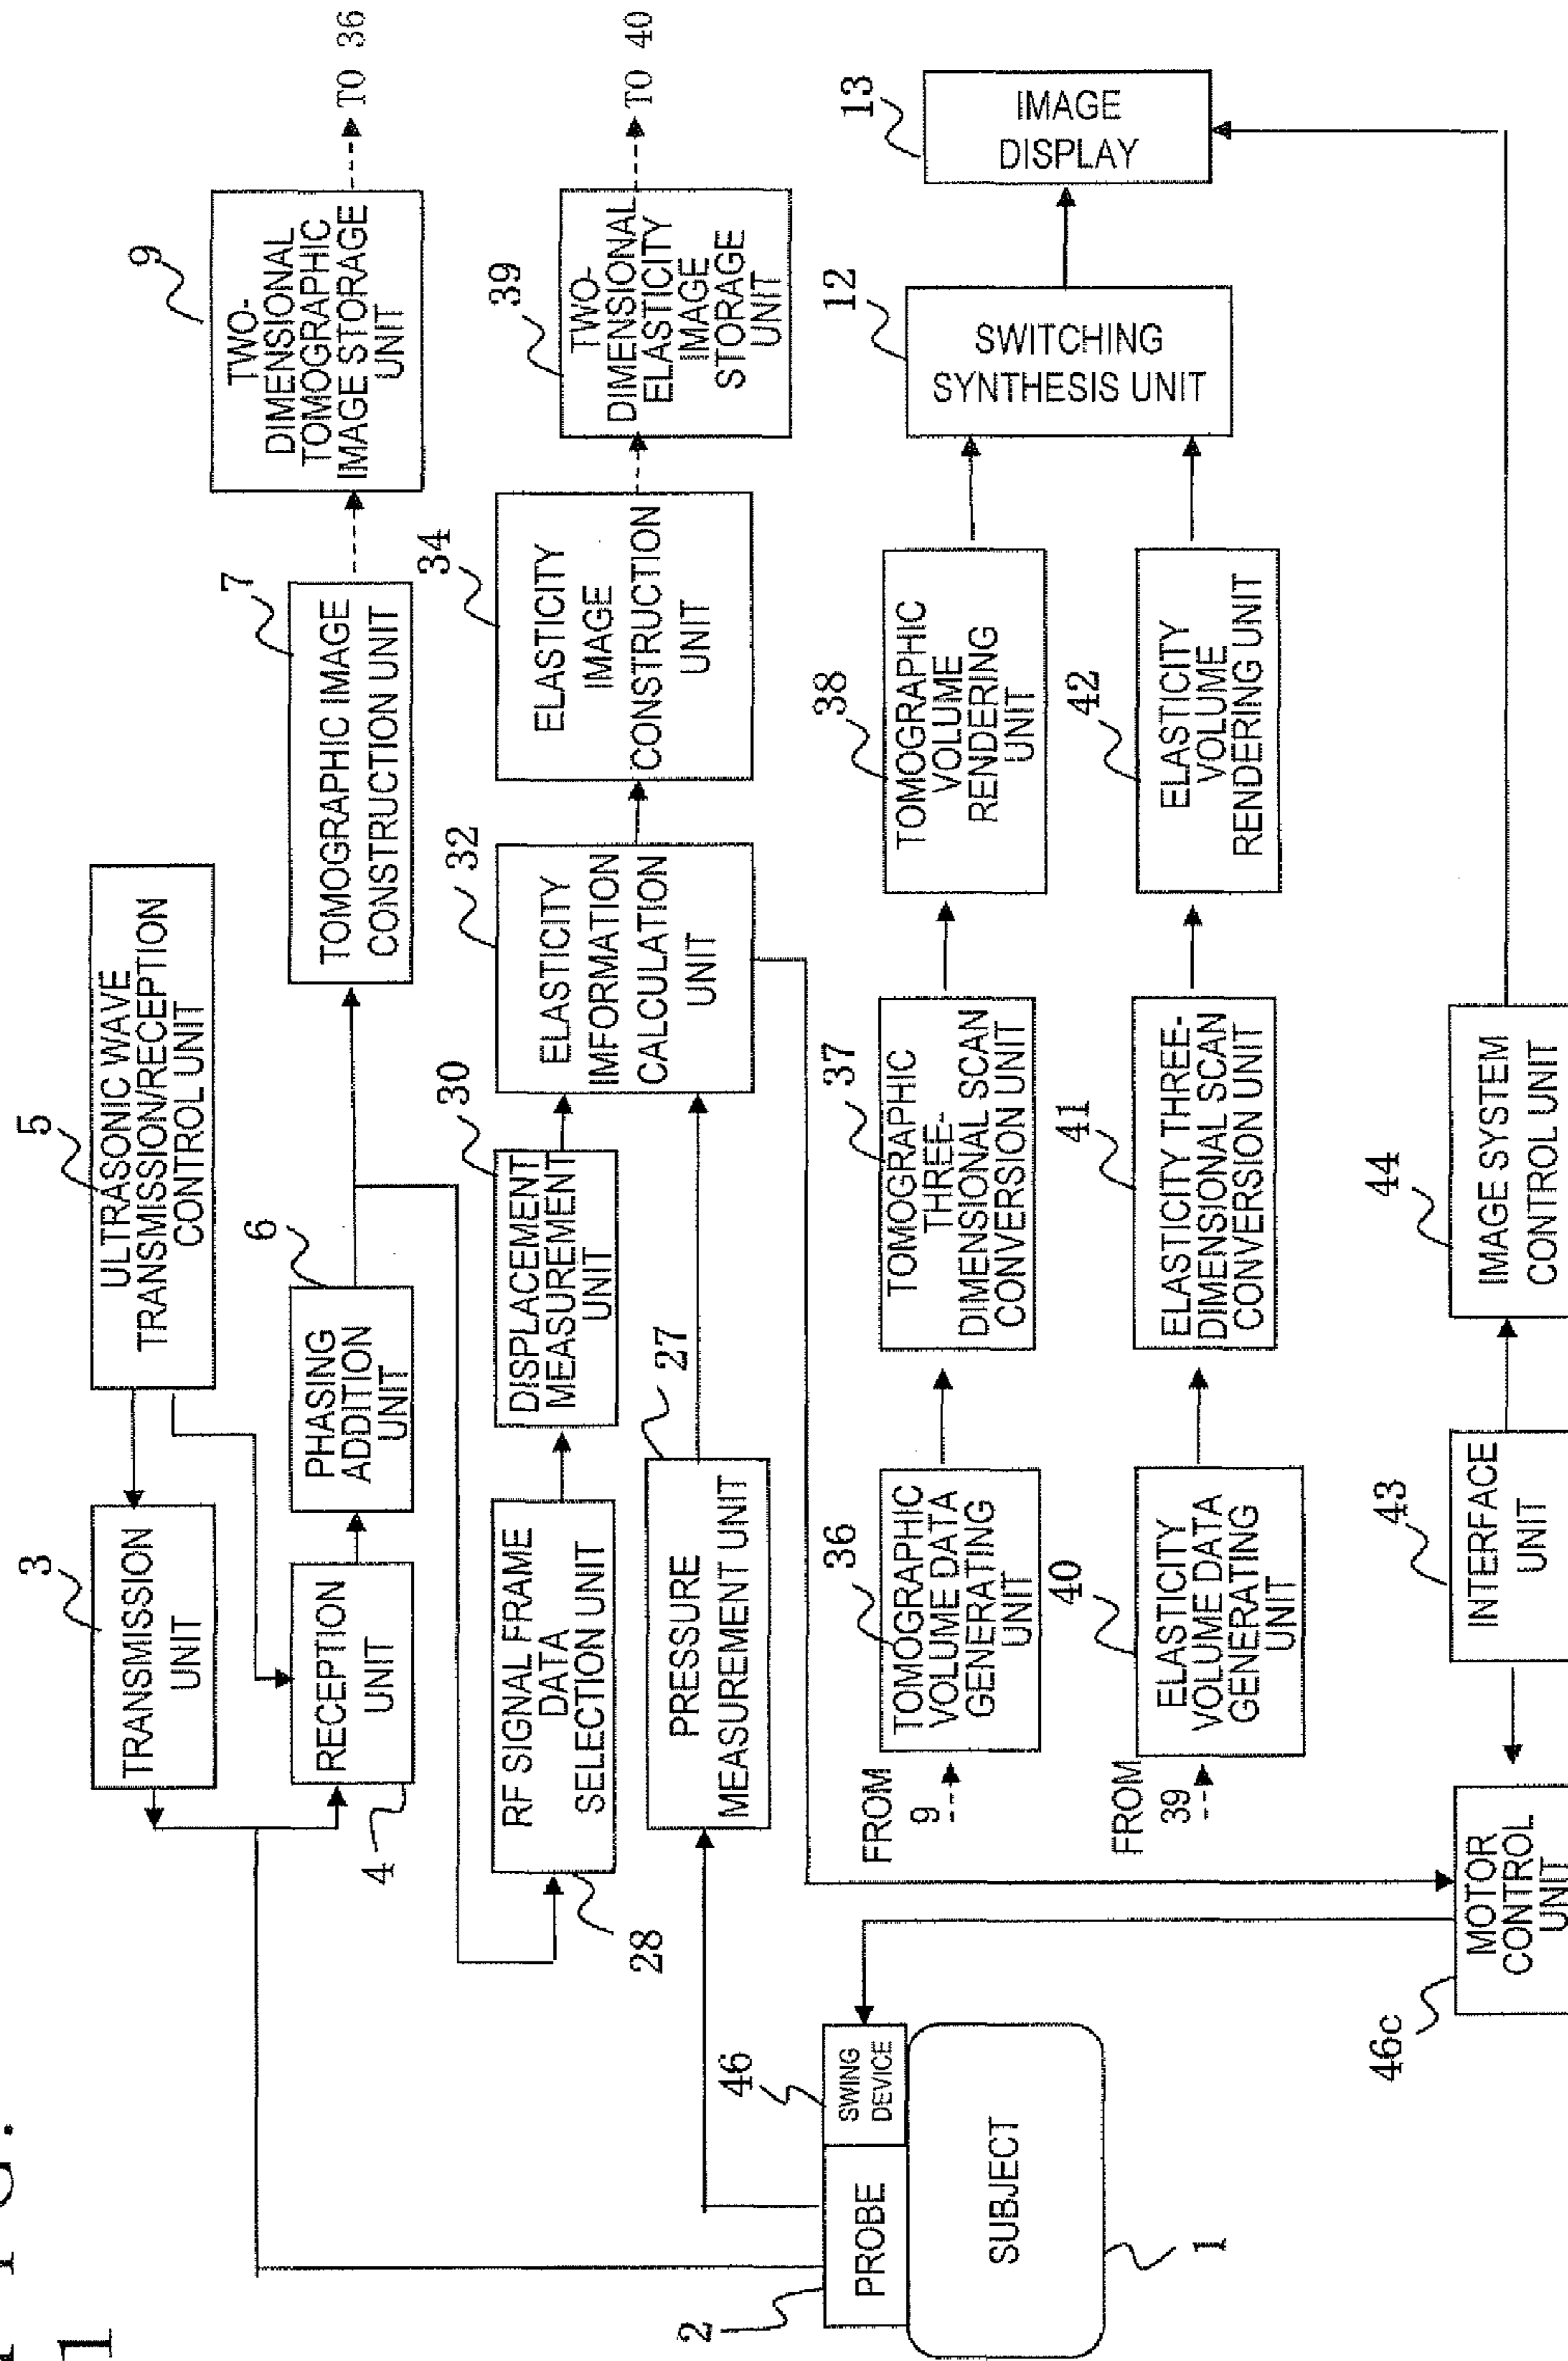 1
5
ULTRASONIC WAVE
TRANSMISSION/RECEPTION
CONTROL UNIT
3
TRANSMISSION
UNIT
RECEPTION
UNIT
4
6
PHASING
ADDITION
UNIT
7
TOMOGRAPHIC IMAGE
CONSTRUCTION UNIT
9
TWO-
DIMENSIONAL
TOMOGRAPHIC
IMAGE STORAGE
UNIT
TO 36
RF SIGNAL FRAME
DATA
SELECTION UNIT
28
30
DISPLACEMENT
MEASUREMENT
UNIT
32
ELASTICITY
IMFORMATION
CALCULATION
UNIT
34
ELASTICITY
IMAGE
CONSTRUCTION
UNIT
39
TWO-
DIMENSIONAL
ELASTICITY
IMAGE
STORAGE
UNIT
TO 40
27
PRESSURE
MEASUREMENT UNIT
2
PROBE
46
SWING
DEVICE
SUBJECT
1
FROM
9
36
TOMOGRAPHIC
VOLUME DATA
GENERATING
UNIT
37
TOMOGRAPHIC
THREE-
DIMENSIONAL SCAN
CONVERSION UNIT
38
TOMOGRAPHIC
VOLUME
RENDERING
UNIT
12
SWITCHING
SYNTHESIS UNIT
13
IMAGE
DISPLAY
FROM
39
40
ELASTICITY
VOLUME DATA
GENERATING
UNIT
41
ELASTICITY THREE-
DIMENSIONAL SCAN
CONVERSION UNIT
42
ELASTICITY
VOLUME
RENDERING UNIT
46c
MOTOR
CONTROL
UNIT
43
INTERFACE
UNIT
44
IMAGE SYSTEM
CONTROL UNIT